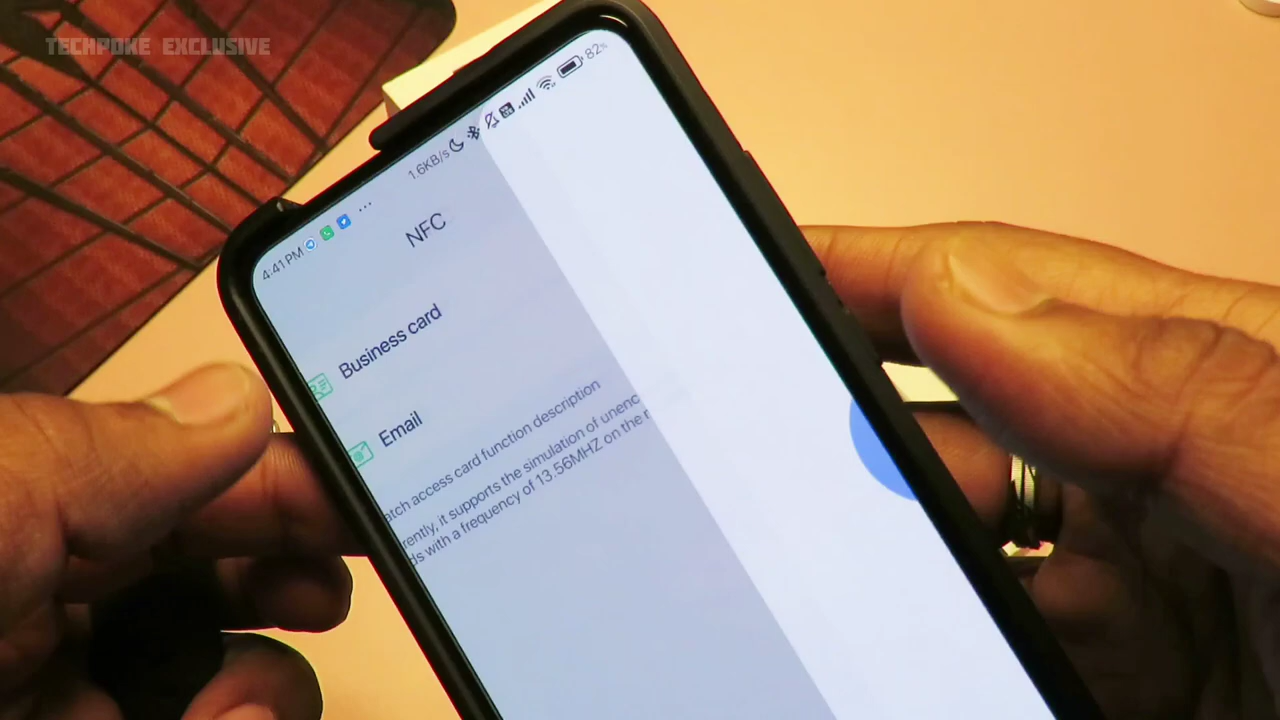 TECHPOKE EXCLUSIVE
4:41 PM
1.6KB/s
82%
NFC
Business card
Email
atch access card function description
rently, it supports the simulation of unenc
ds with a frequency of 13.56MHZ on the